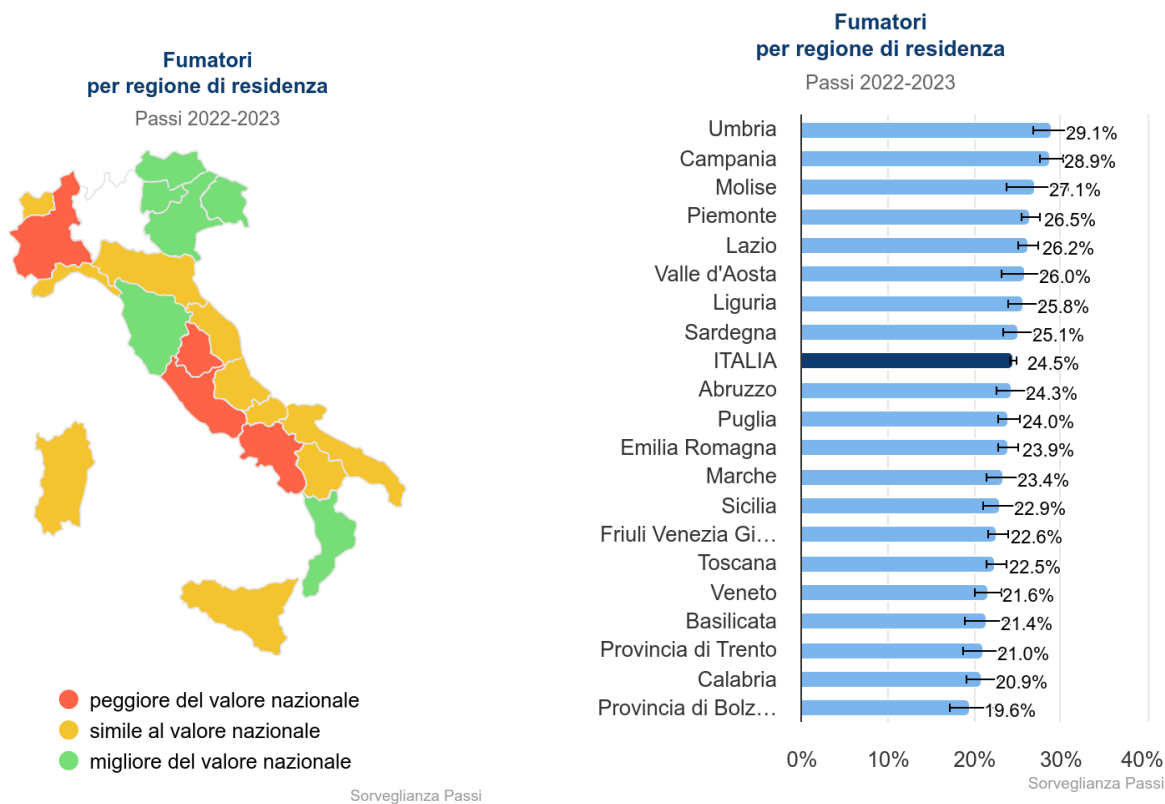 Fumatori
per regione di residenza
Passi 2022-2023
peggiore del valore nazionale
simile al valore nazionale
migliore del valore nazionale
Sorveglianza Passi
Fumatori
per regione di residenza
Passi 2022-2023
Umbria 29.1%
Campania 28.9%
Molise 27.1%
Piemonte 26.5%
Lazio 26.2%
Valle d'Aosta 26.0%
Liguria 25.8%
Sardegna 25.1%
ITALIA 24.5%
Abruzzo 24.3%
Puglia 24.0%
Emilia Romagna 23.9%
Marche 23.4%
Sicilia 22.9%
Friuli Venezia Gi… 22.6%
Toscana 22.5%
Veneto 21.6%
Basilicata 21.4%
Provincia di Trento 21.0%
Calabria 20.9%
Provincia di Bolz… 19.6%
0% 10% 20% 30% 40%
Sorveglianza Passi